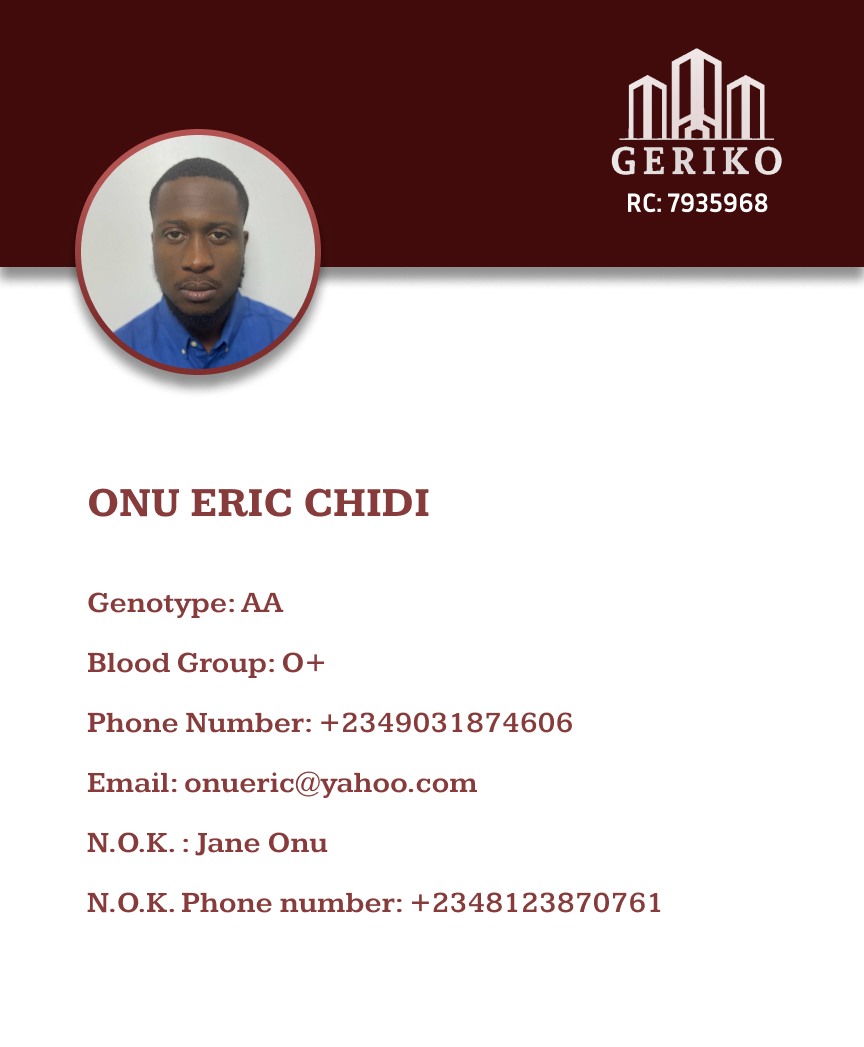 GERIKO
RC: 7935968
ONU ERIC CHIDI
Genotype: AA
Blood Group: O+
Phone Number: +2349031874606
Email: onueric@yahoo.com
N.O.K. : Jane Onu
N.O.K. Phone number: +2348123870761